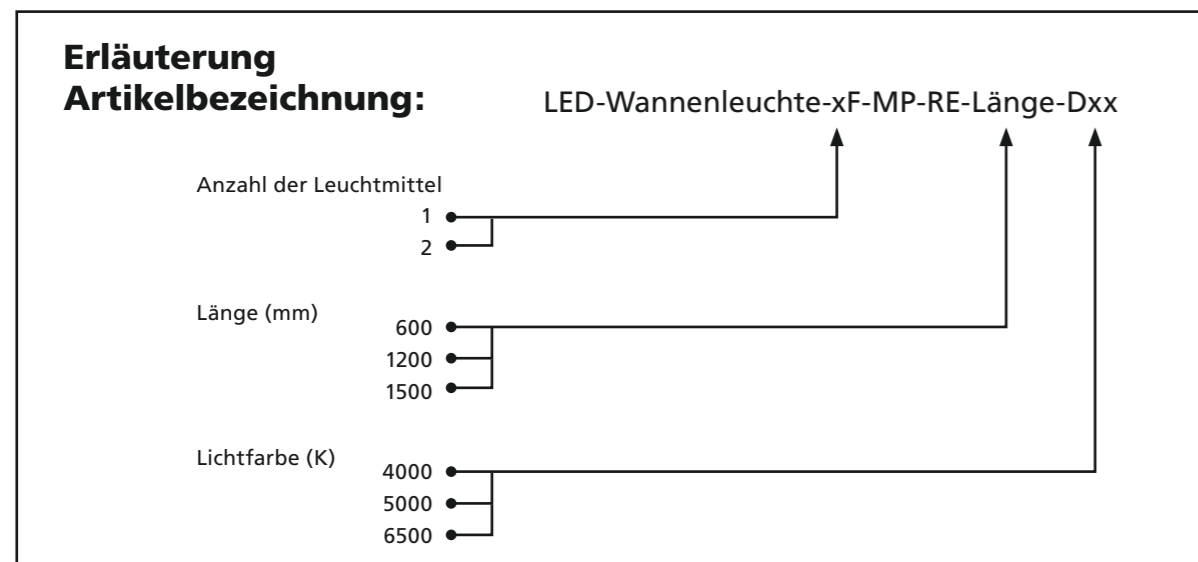 Erläuterung
Artikelbezeichnung:
LED-Wannenleuchte-xF-MP-RE-Länge-Dxx
Anzahl der Leuchtmittel
1
2
Länge (mm)
600
1200
1500
Lichtfarbe (K)
4000
5000
6500